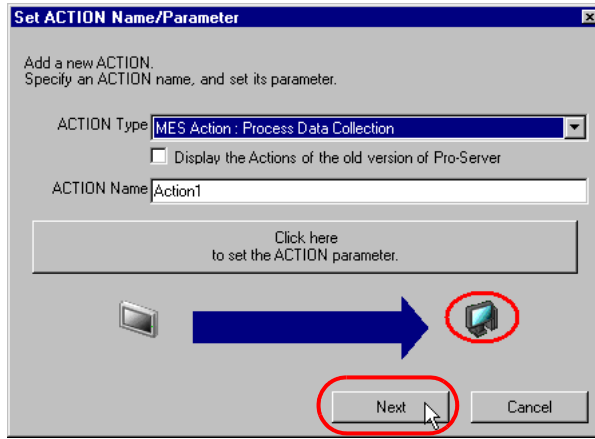 Set ACTION Name/Parameter
Add a new ACTION.
Specify an ACTION name, and set its parameter.
ACTION Type MES Action : Process Data Collection
Display the Actions of the old version of Pro-Server
ACTION Name Action1
Click here
to set the ACTION parameter.
Next Cancel